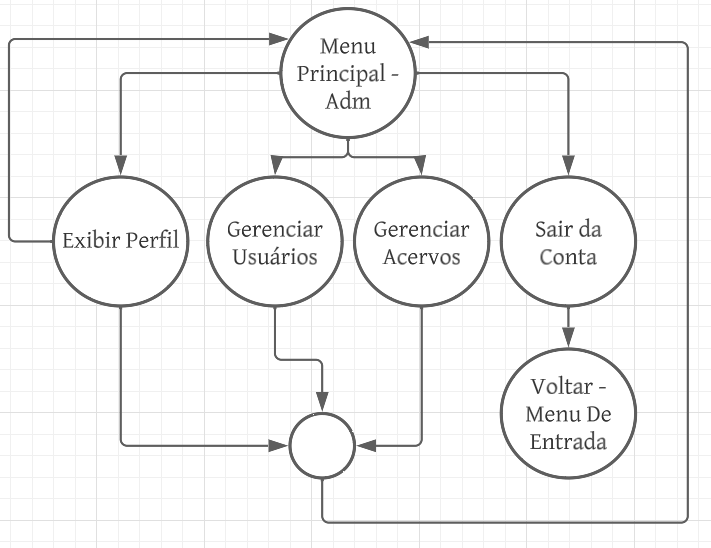 Menu
Principal -
Adm
Exibir Perfil
Gerenciar
Usuários
Gerenciar
Acervos
Sair da
Conta
Voltar -
Menu De
Entrada